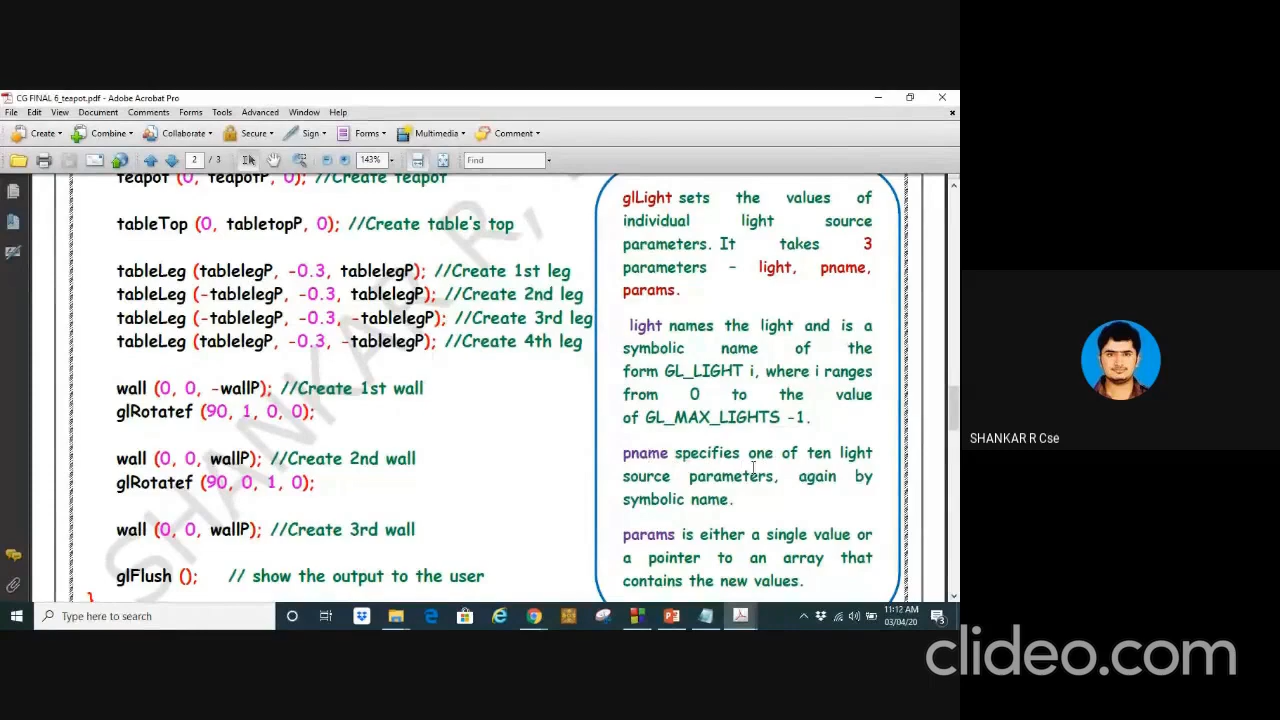 CG FINAL 6_teapot.pdf - Adobe Acrobat Pro
File Edit View Document Comments Forms Tools Advanced Window Help
Create Combine Collaborate Secure Sign Forms Multimedia Comment
2 / 3 143% Find
teapot (0, teapotP, 0); //Create teapot
tableTop (0, tabletopP, 0); //Create table's top
tableLeg (tablelegP, -0.3, tablelegP); //Create 1st leg
tableLeg (-tablelegP, -0.3, tablelegP); //Create 2nd leg
tableLeg (-tablelegP, -0.3, -tablelegP); //Create 3rd leg
tableLeg (tablelegP, -0.3, -tablelegP); //Create 4th leg
wall (0, 0, -wallP); //Create 1st wall
glRotatef (90, 1, 0, 0);
wall (0, 0, wallP); //Create 2nd wall
glRotatef (90, 0, 1, 0);
wall (0, 0, wallP); //Create 3rd wall
glFlush (); // show the output to the user
}
glLight sets the values of
individual light source
parameters. It takes 3
parameters – light, pname,
params.
light names the light and is a
symbolic name of the
form GL_LIGHT i, where i ranges
from 0 to the value
of GL_MAX_LIGHTS -1.
pname specifies one of ten light
source parameters, again by
symbolic name.
params is either a single value or
a pointer to an array that
contains the new values.
SHANKAR R,
SHANKAR R Cse
Type here to search
11:12 AM
03/04/20
3
clideo.com